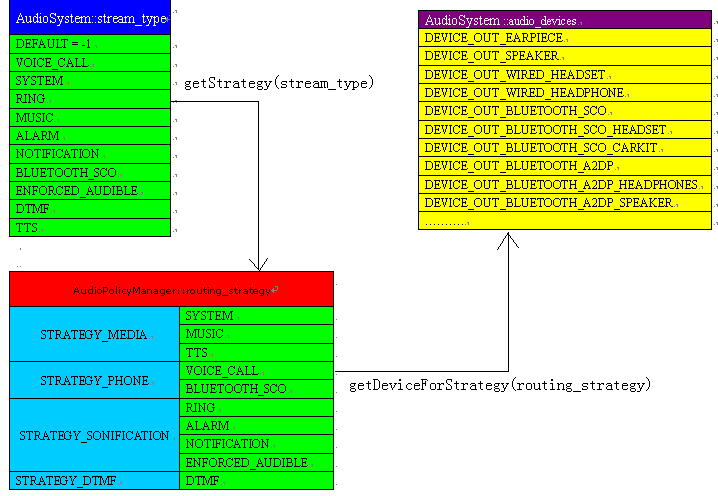 AudioSystem::stream_type
DEFAULT = -1
VOICE_CALL
SYSTEM
RING
MUSIC
ALARM
NOTIFICATION
BLUETOOTH_SCO
ENFORCED_AUDIBLE
DTMF
TTS
getStrategy(stream_type)
AudioSystem ::audio_devices
DEVICE_OUT_EARPIECE
DEVICE_OUT_SPEAKER
DEVICE_OUT_WIRED_HEADSET
DEVICE_OUT_WIRED_HEADPHONE
DEVICE_OUT_BLUETOOTH_SCO
DEVICE_OUT_BLUETOOTH_SCO_HEADSET
DEVICE_OUT_BLUETOOTH_SCO_CARKIT
DEVICE_OUT_BLUETOOTH_A2DP
DEVICE_OUT_BLUETOOTH_A2DP_HEADPHONES
DEVICE_OUT_BLUETOOTH_A2DP_SPEAKER
...........
AudioPolicyManager::routing_strategy
STRATEGY_MEDIA
SYSTEM
MUSIC
TTS
STRATEGY_PHONE
VOICE_CALL
BLUETOOTH_SCO
STRATEGY_SONIFICATION
RING
ALARM
NOTIFICATION
ENFORCED_AUDIBLE
STRATEGY_DTMF
DTMF
getDeviceForStrategy(routing_strategy)